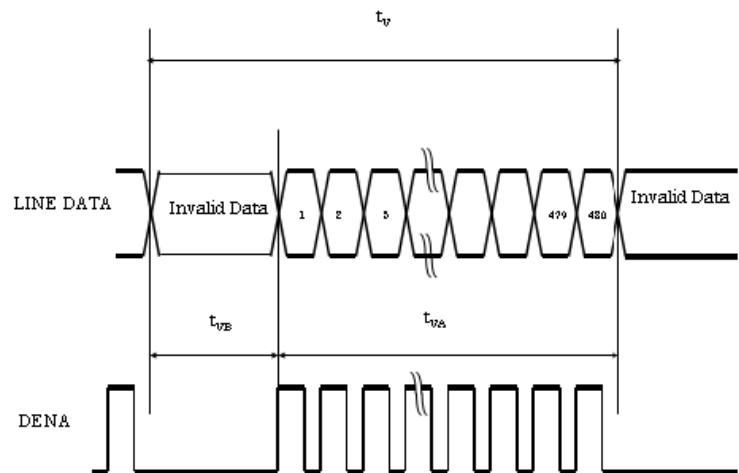 tV
LINE DATA
Invalid Data
1 2 3 479 480
Invalid Data
tVB
tVA
DENA